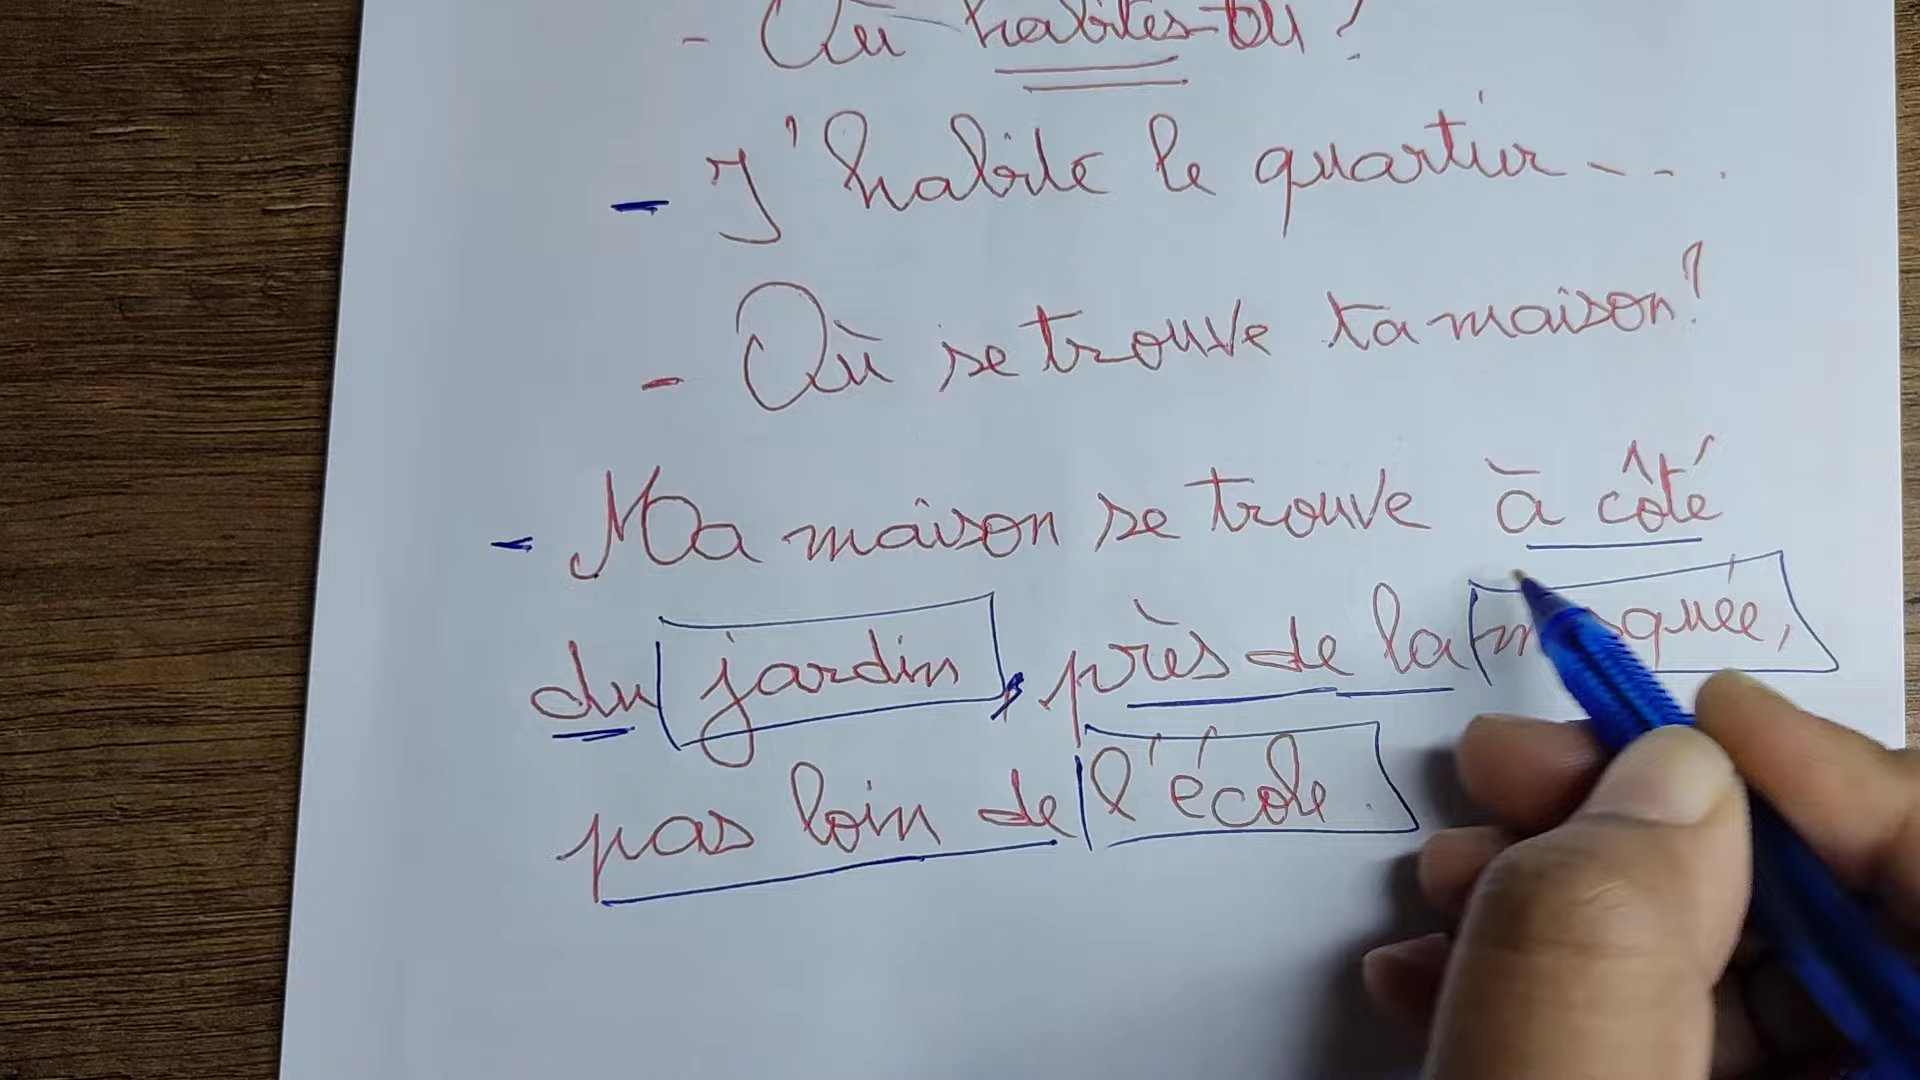 - Où habites-tu ?
- J'habite le quartier - - .
- Où se trouve ta maison ?
- Ma maison se trouve à côté
du jardin, près de la mosquée,
pas loin de l'école.